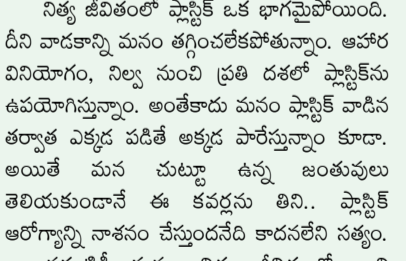 నిత్య జీవితంలో ప్లాస్టిక్ ఒక భాగమైపోయింది.
దీని వాడకాన్ని మనం తగ్గించలేకపోతున్నాం. ఆహార
వినియోగం, నిల్వ నుంచి ప్రతి దశలో ప్లాస్టిక్‌ను
ఉపయోగిస్తున్నాం. అంతేకాదు మనం ప్లాస్టిక్ వాడిన
తర్వాత ఎక్కడ పడితే అక్కడ పారేస్తున్నాం కూడా.
అయితే మన చుట్టూ ఉన్న జంతువులు
తెలియకుండానే ఈ కవర్లను తిని.. ప్లాస్టిక్
ఆరోగ్యాన్ని నాశనం చేస్తుందనేది కాదనలేని సత్యం.